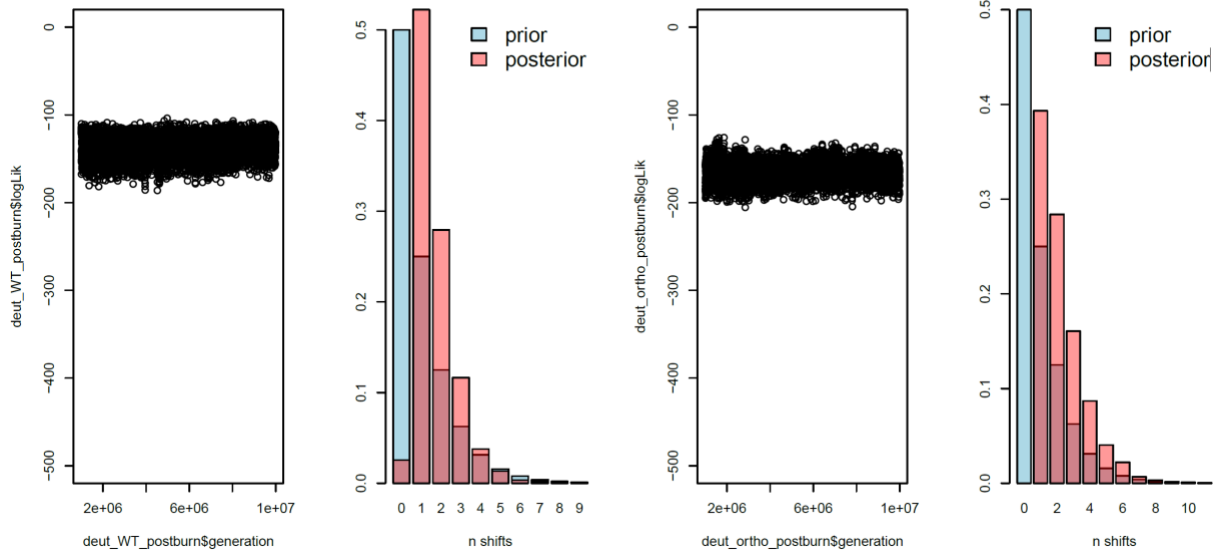 deut_WT_postburn$logLik
0
−100
−200
−300
−400
−500
2e+06 6e+06 1e+07
deut_WT_postburn$generation
prior
posterior
0.5
0.4
0.3
0.2
0.1
0.0
0 1 2 3 4 5 6 7 8 9
n shifts
deut_ortho_postburn$logLik
0
−100
−200
−300
−400
−500
2e+06 6e+06 1e+07
deut_ortho_postburn$generation
prior
posterior
0.5
0.4
0.3
0.2
0.1
0.0
0 2 4 6 8 10
n shifts